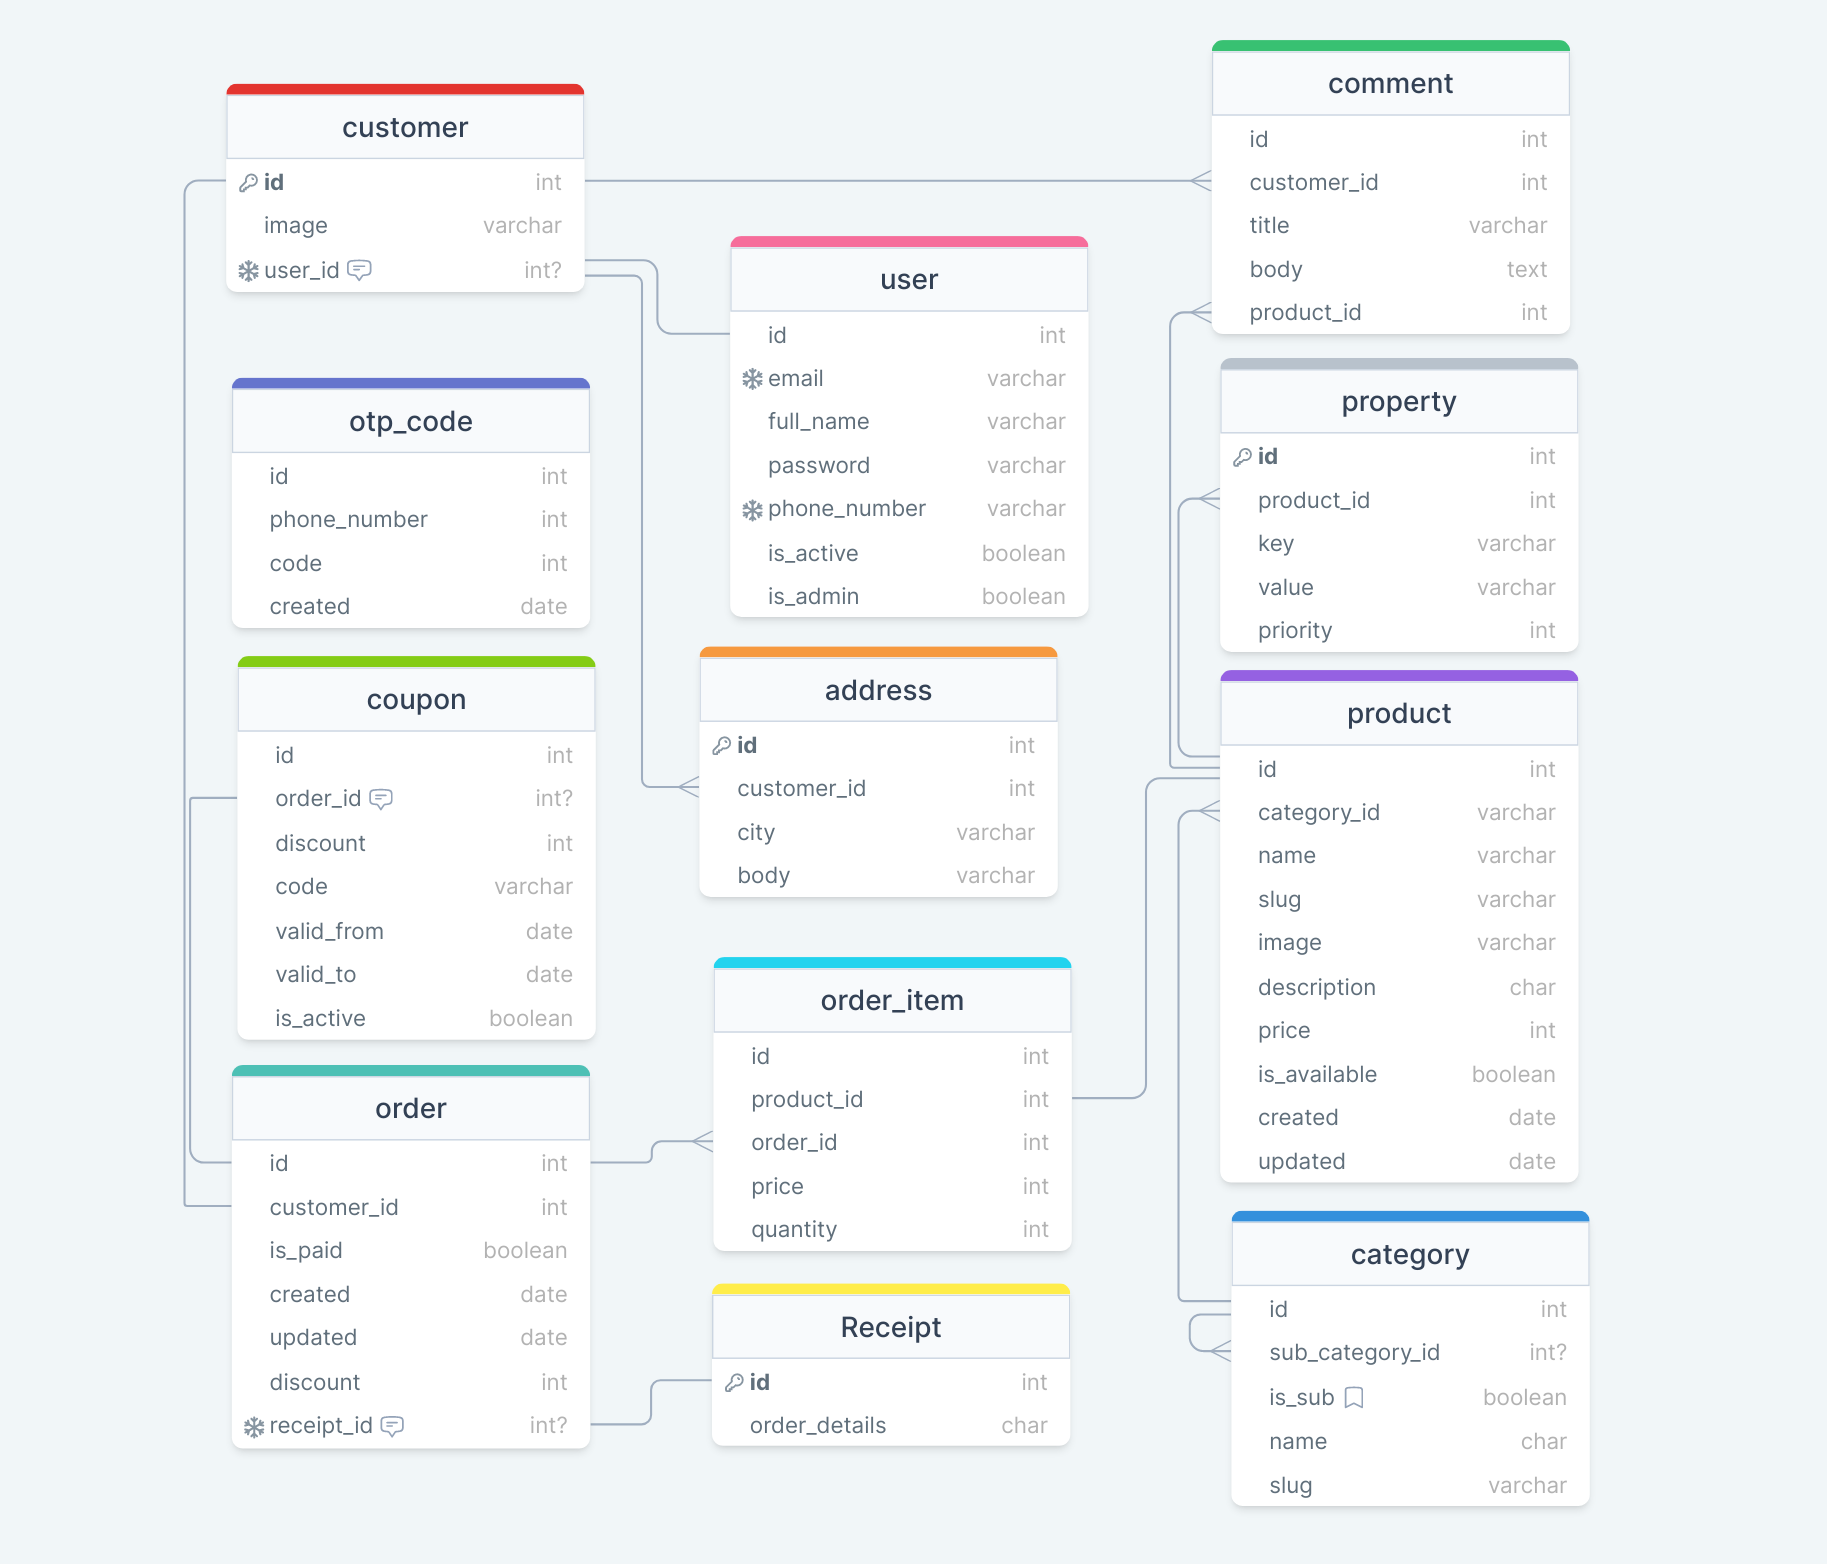 customer
id int
image varchar
user_id int?
otp_code
id int
phone_number int
code int
created date
coupon
id int
order_id int?
discount int
code varchar
valid_from date
valid_to date
is_active boolean
order
id int
customer_id int
is_paid boolean
created date
updated date
discount int
receipt_id int?
user
id int
email varchar
full_name varchar
password varchar
phone_number varchar
is_active boolean
is_admin boolean
address
id int
customer_id int
city varchar
body varchar
order_item
id int
product_id int
order_id int
price int
quantity int
Receipt
id int
order_details char
comment
id int
customer_id int
title varchar
body text
product_id int
property
id int
product_id int
key varchar
value varchar
priority int
product
id int
category_id varchar
name varchar
slug varchar
image varchar
description char
price int
is_available boolean
created date
updated date
category
id int
sub_category_id int?
is_sub boolean
name char
slug varchar